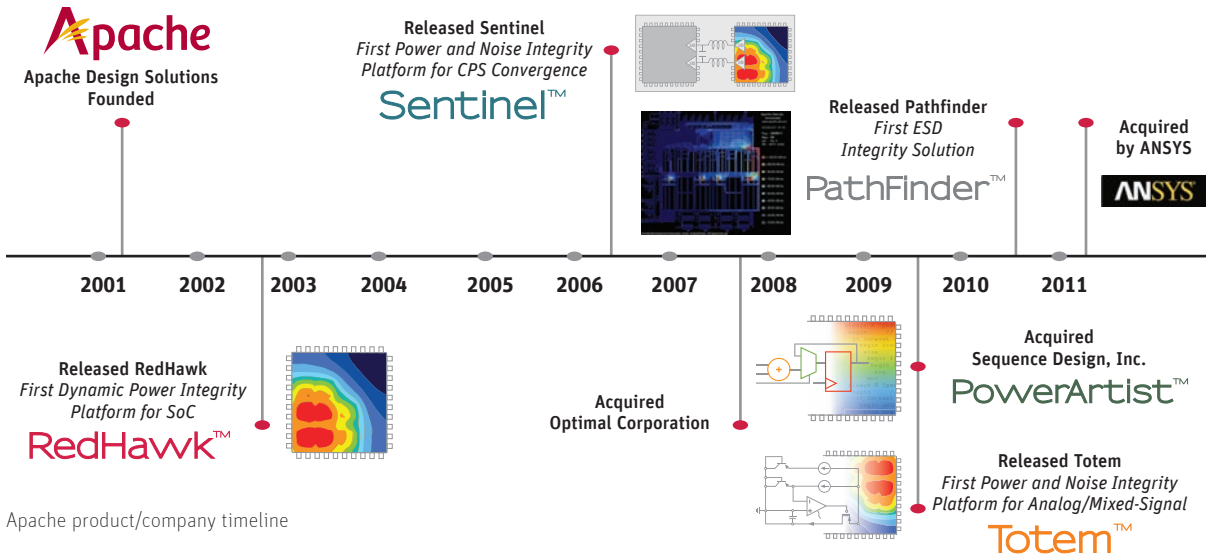 Apache
Apache Design Solutions
Founded
Released Sentinel
First Power and Noise Integrity
Platform for CPS Convergence
Sentinel™
Released Pathfinder
First ESD
Integrity Solution
PathFinder™
Acquired
by ANSYS
ANSYS®
2001 2002 2003 2004 2005 2006 2007 2008 2009 2010 2011
Released RedHawk
First Dynamic Power Integrity
Platform for SoC
RedHawk™
Acquired
Optimal Corporation
Acquired
Sequence Design, Inc.
PowerArtist™
Released Totem
First Power and Noise Integrity
Platform for Analog/Mixed-Signal
Totem™
Apache product/company timeline